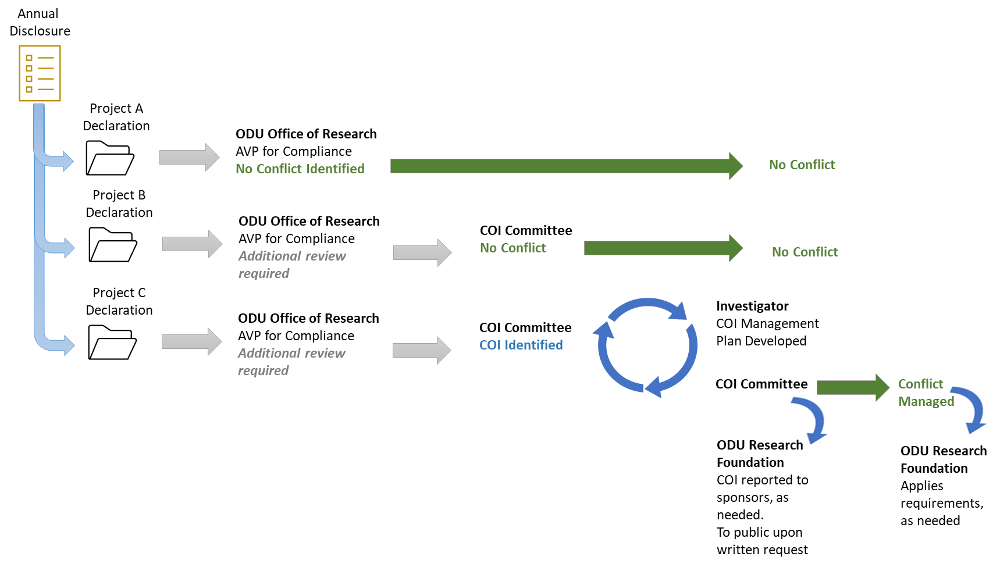 Annual
Disclosure
Project A
Declaration
ODU Office of Research
AVP for Compliance
No Conflict Identified
No Conflict
Project B
Declaration
ODU Office of Research
AVP for Compliance
Additional review
required
COI Committee
No Conflict
No Conflict
Project C
Declaration
ODU Office of Research
AVP for Compliance
Additional review
required
COI Committee
COI Identified
Investigator
COI Management
Plan Developed
COI Committee
Conflict
Managed
ODU Research
Foundation
COI reported to
sponsors, as
needed.
To public upon
written request
ODU Research
Foundation
Applies
requirements,
as needed